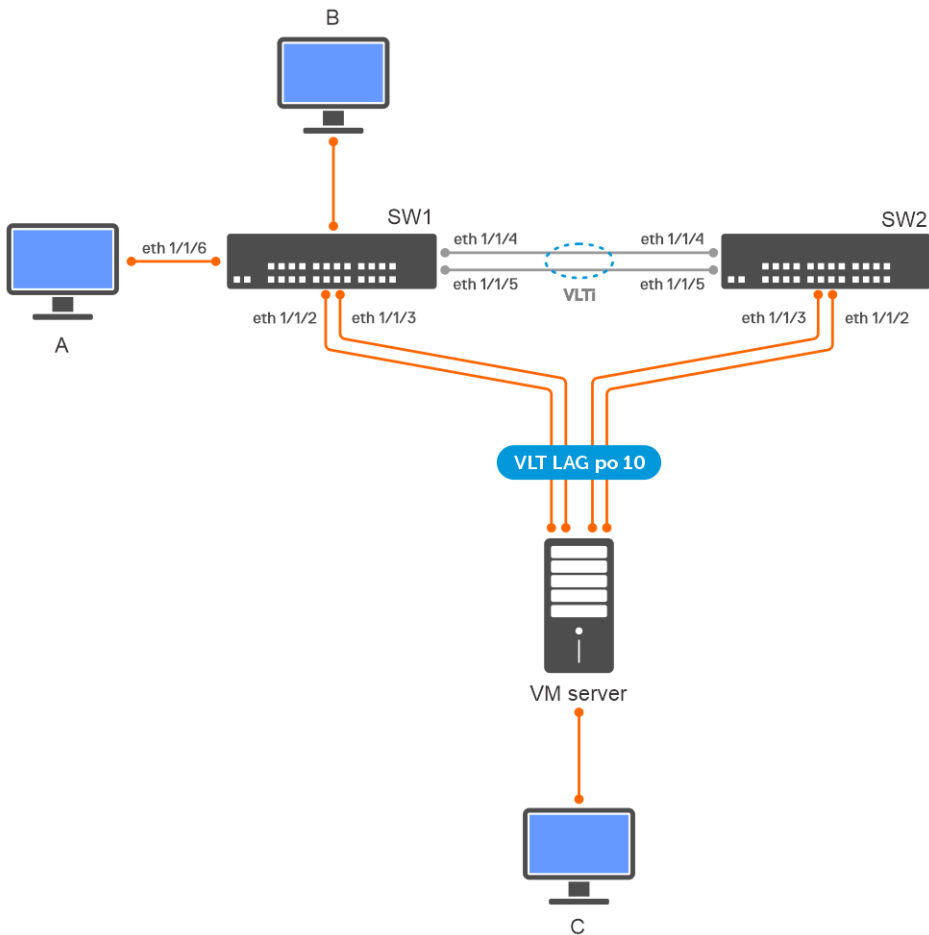 B
SW1
SW2
eth 1/1/6
eth 1/1/4
eth 1/1/4
eth 1/1/5
eth 1/1/5
VLTi
A
eth 1/1/2
eth 1/1/3
eth 1/1/3
eth 1/1/2
VLT LAG po 10
VM server
C